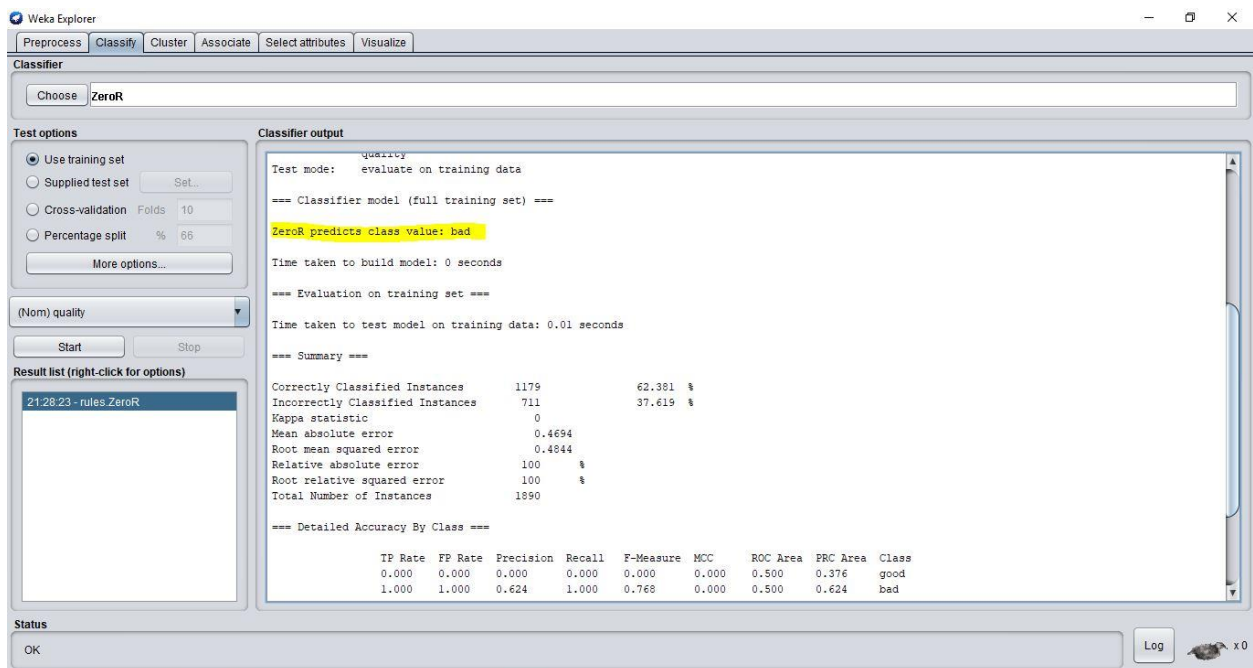 Weka Explorer
Preprocess Classify Cluster Associate Select attributes Visualize
Classifier
Choose ZeroR
Test options
Use training set
Supplied test set Set...
Cross-validation Folds 10
Percentage split % 66
More options...
(Nom) quality
Start Stop
Result list (right-click for options)
21:28:23 - rules.ZeroR
Classifier output
quality
Test mode: evaluate on training data
=== Classifier model (full training set) ===
ZeroR predicts class value: bad
Time taken to build model: 0 seconds
=== Evaluation on training set ===
Time taken to test model on training data: 0.01 seconds
=== Summary ===
Correctly Classified Instances 1179 62.381 %
Incorrectly Classified Instances 711 37.619 %
Kappa statistic 0
Mean absolute error 0.4694
Root mean squared error 0.4844
Relative absolute error 100 %
Root relative squared error 100 %
Total Number of Instances 1890
=== Detailed Accuracy By Class ===
TP Rate FP Rate Precision Recall F-Measure MCC ROC Area PRC Area Class
0.000 0.000 0.000 0.000 0.000 0.000 0.500 0.376 good
1.000 1.000 0.624 1.000 0.768 0.000 0.500 0.624 bad
Status
OK
Log
x 0